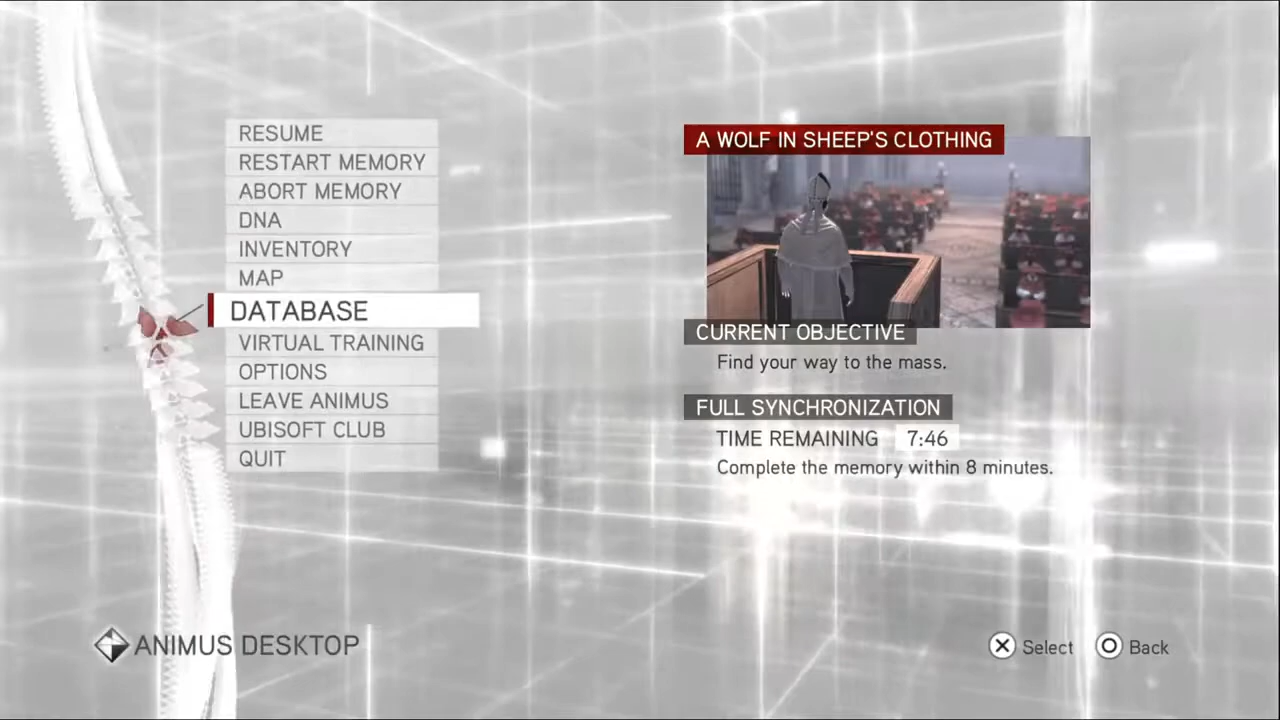 RESUME
RESTART MEMORY
ABORT MEMORY
DNA
INVENTORY
MAP
DATABASE
VIRTUAL TRAINING
OPTIONS
LEAVE ANIMUS
UBISOFT CLUB
QUIT
A WOLF IN SHEEP'S CLOTHING
CURRENT OBJECTIVE
Find your way to the mass.
FULL SYNCHRONIZATION
TIME REMAINING 7:46
Complete the memory within 8 minutes.
ANIMUS DESKTOP
Select
Back